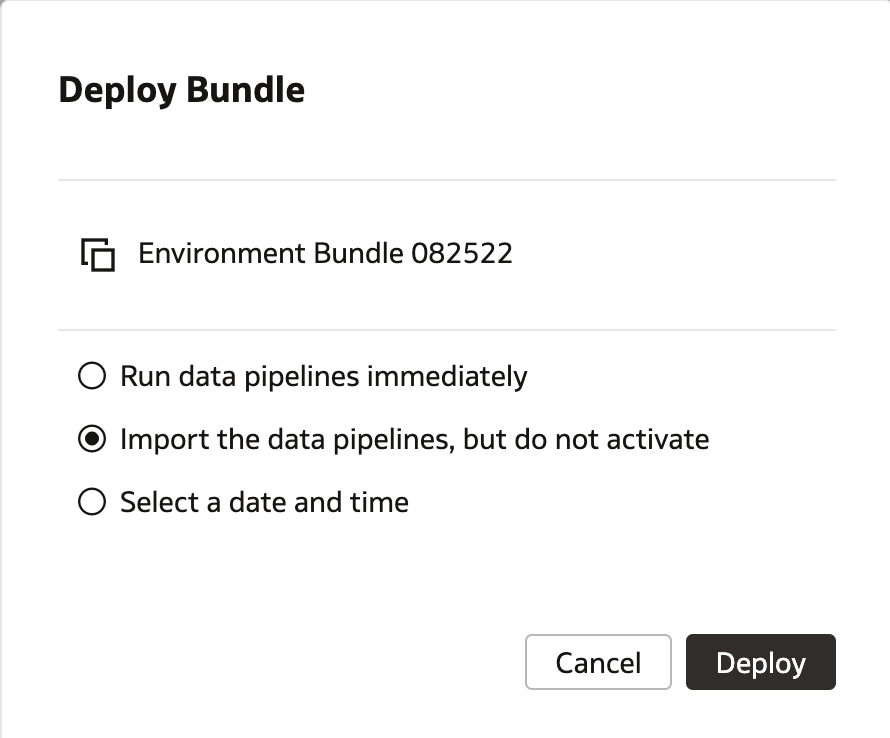 Deploy Bundle
Environment Bundle 082522
Run data pipelines immediately
Import the data pipelines, but do not activate
Select a date and time
Cancel Deploy